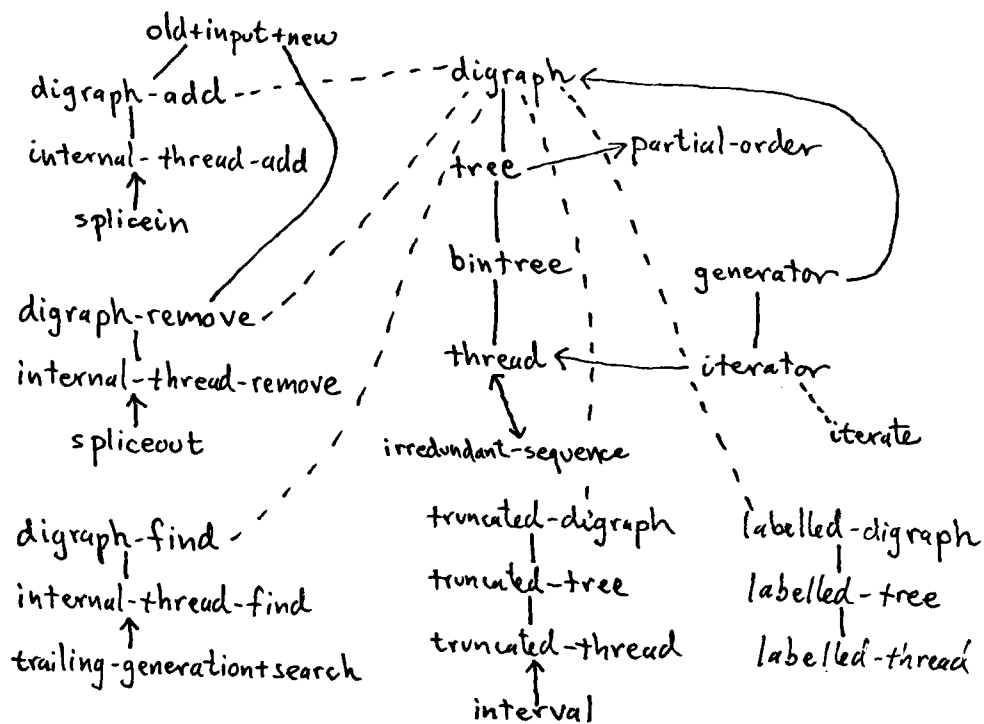 old+input+new
digraph-add
internal-thread-add
splicein
digraph-remove
internal-thread-remove
spliceout
digraph-find
internal-thread-find
trailing-generation+search
digraph
tree
partial-order
bintree
thread
irredundant-sequence
generator
iterator
iterate
truncated-digraph
truncated-tree
truncated-thread
interval
labelled-digraph
labelled-tree
labelled-thread